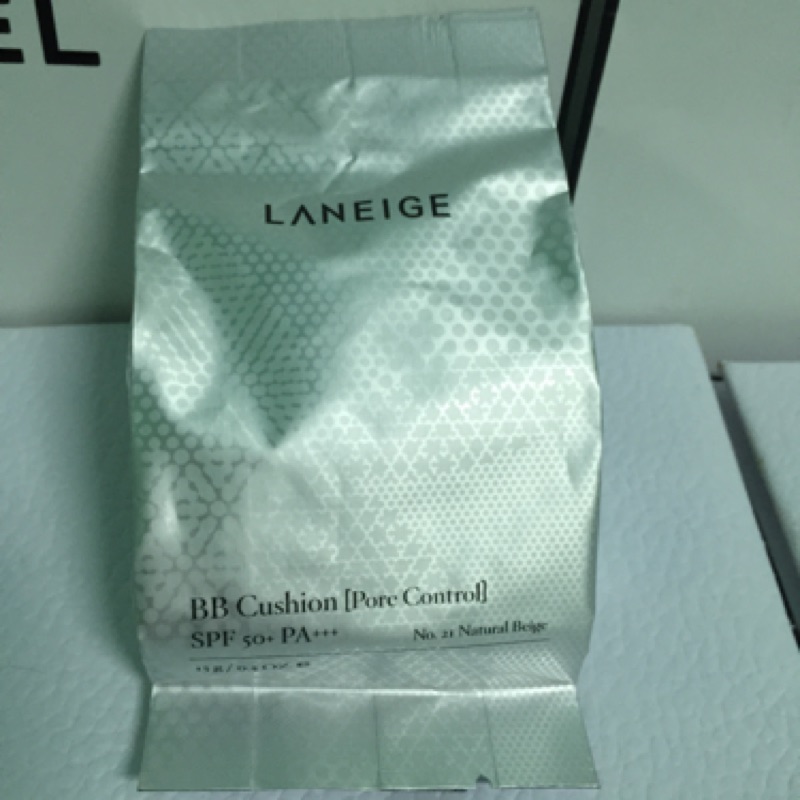 EL
LANEIGE
BB Cushion [Pore Control]
SPF 50+ PA+++
No. 21 Natural Beige